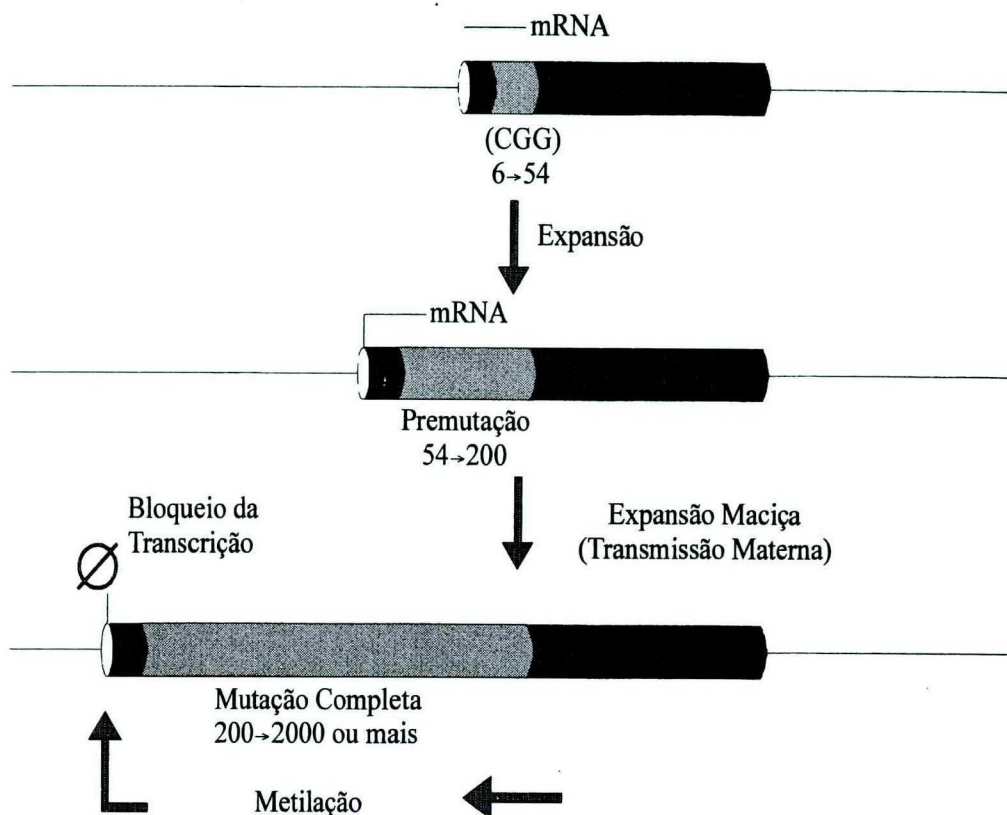 mRNA
(CGG)
6→54
Expansão
mRNA
Premutação
54→200
Bloqueio da
Transcrição
Expansão Maciça
(Transmissão Materna)
Mutação Completa
200→2000 ou mais
Metilação